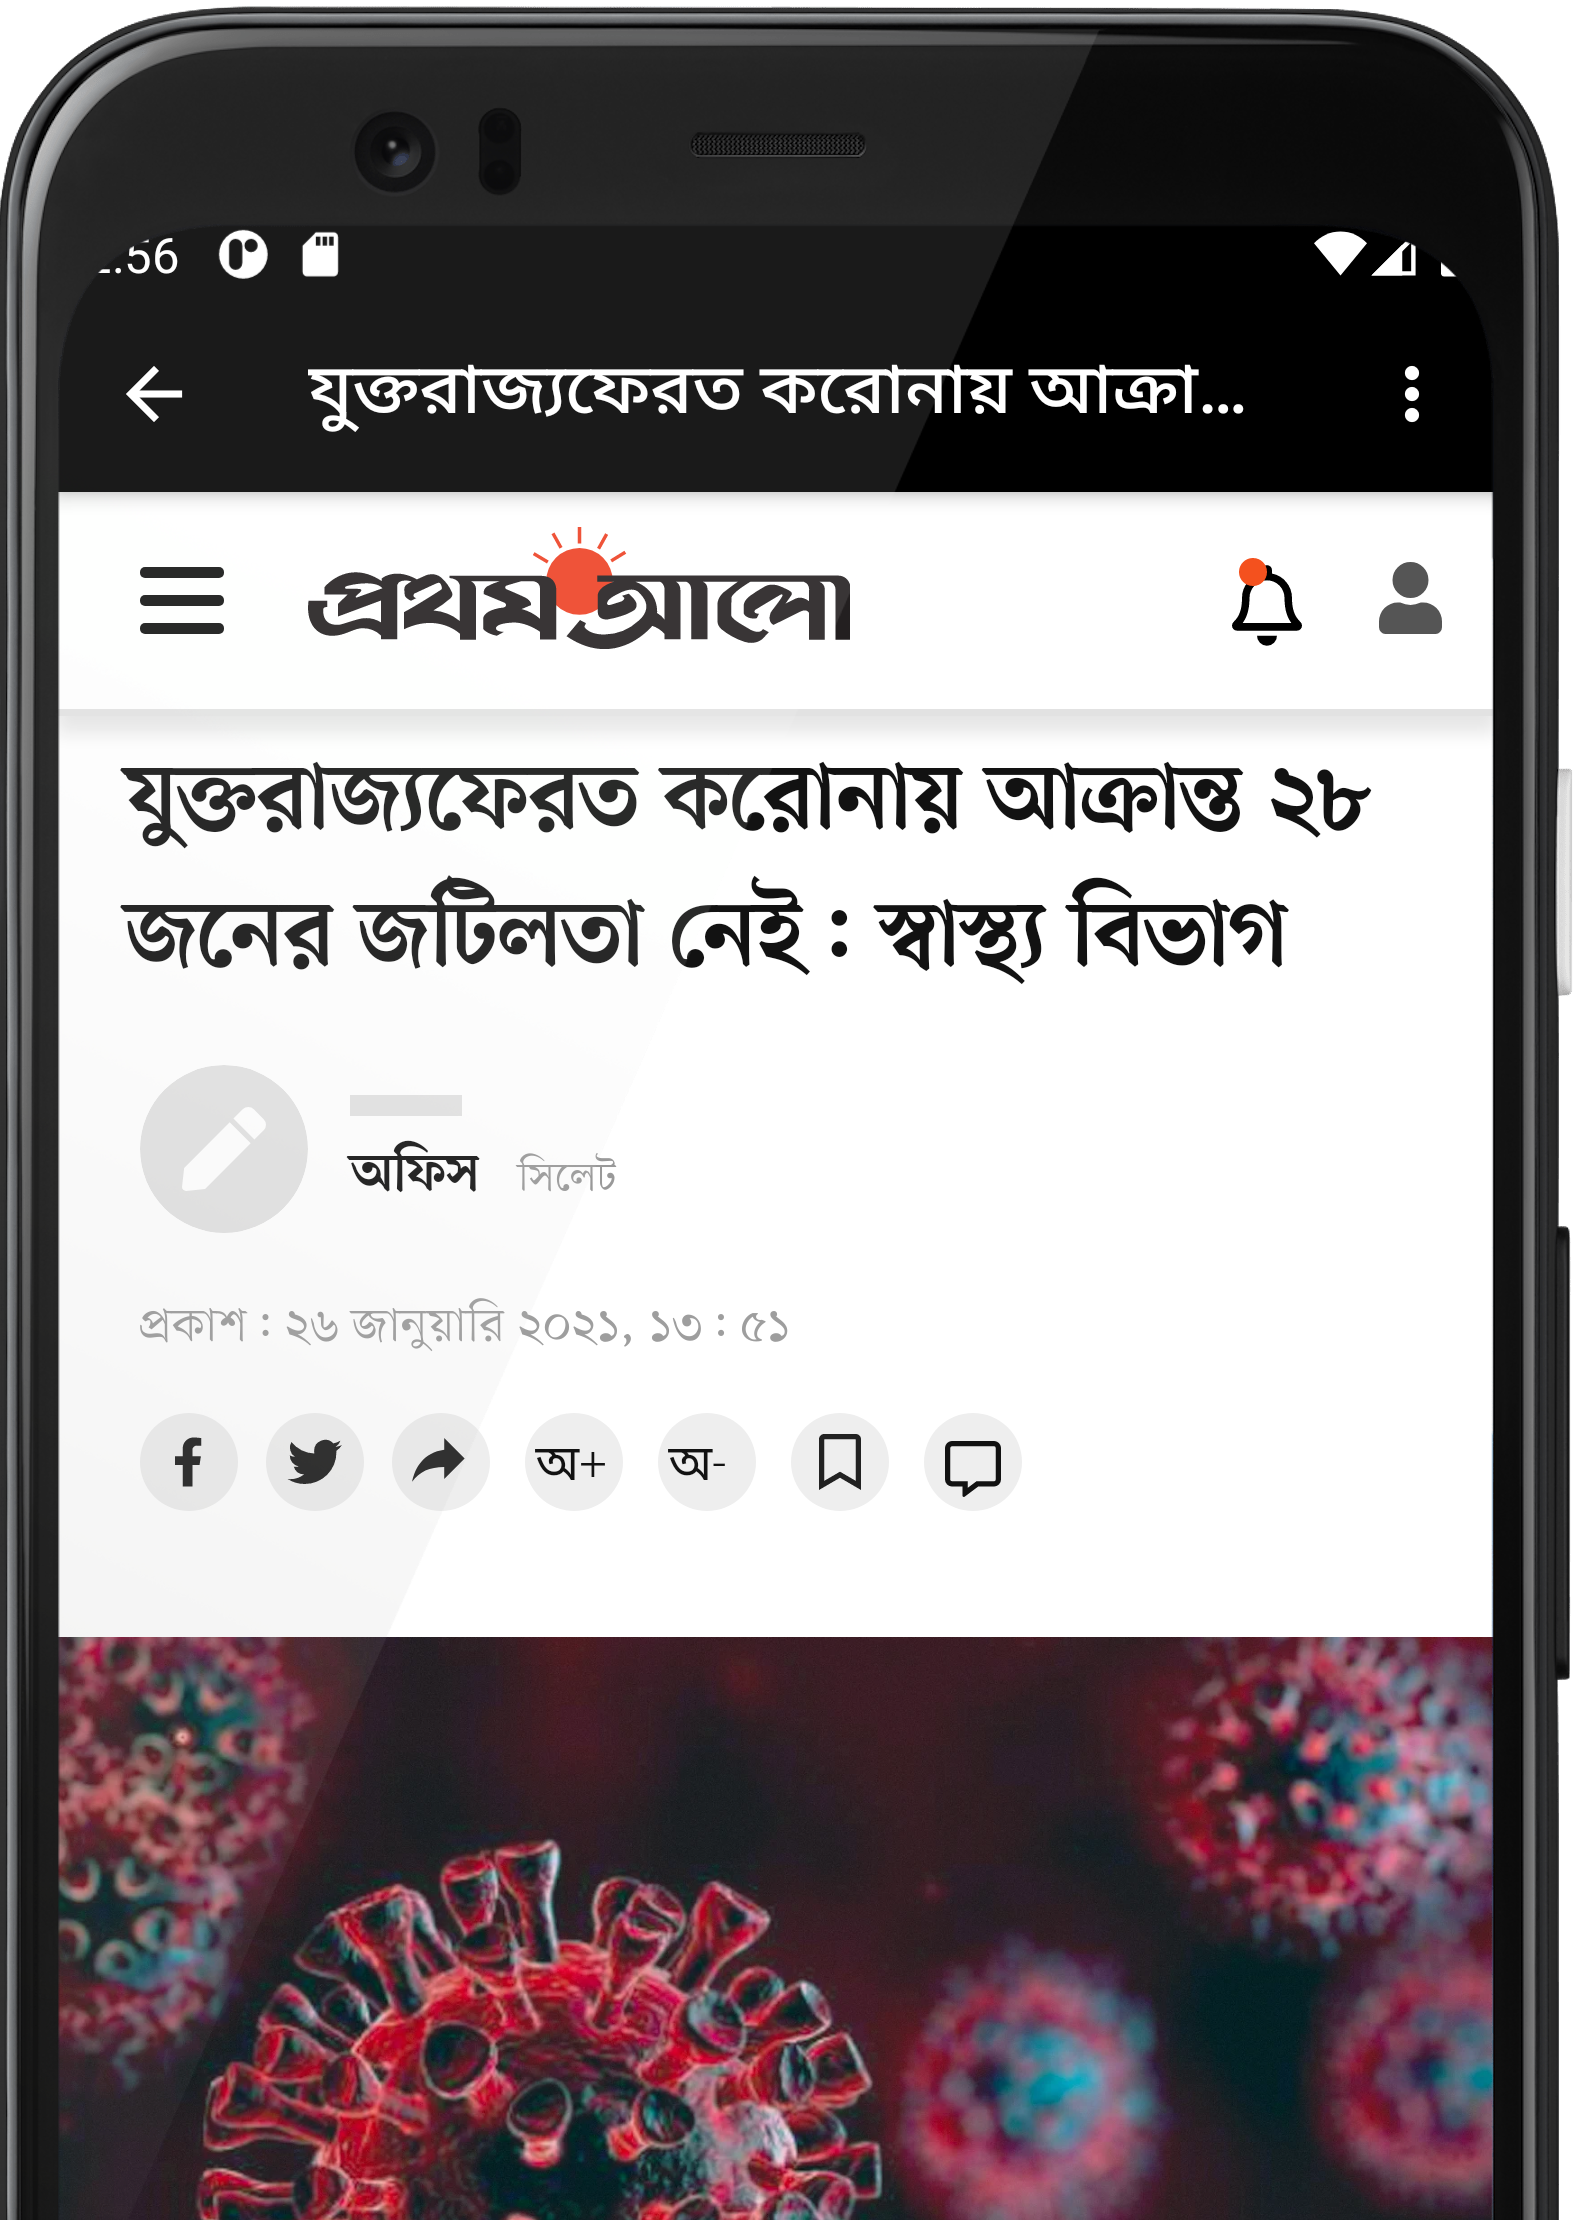 যুক্তরাজ্যফেরত করোনায় আক্রা...
প্রথম আলো
যুক্তরাজ্যফেরত করোনায় আক্রান্ত ২৮
জনের জটিলতা নেই : স্বাস্থ্য বিভাগ
অফিস সিলেট
প্রকাশ : ২৬ জানুয়ারি ২০২১, ১৩ : ৫১
অ+ অ-